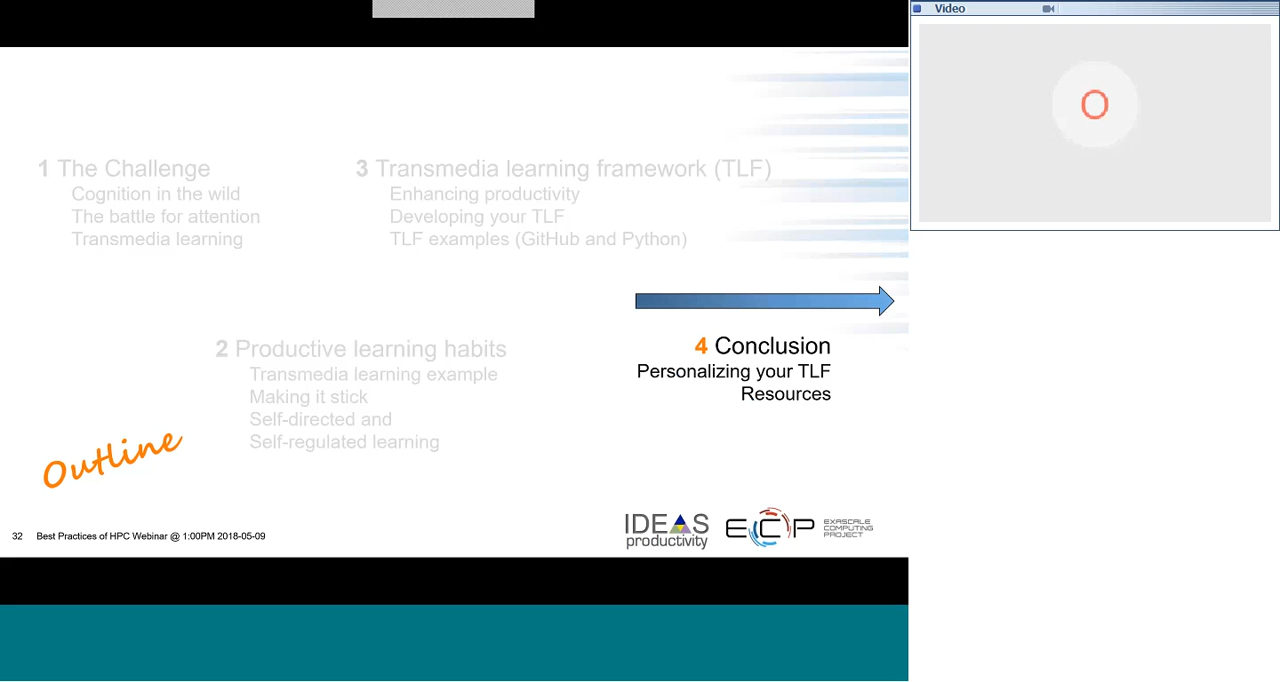 Video
O
1 The Challenge
Cognition in the wild
The battle for attention
Transmedia learning
3 Transmedia learning framework (TLF)
Enhancing productivity
Developing your TLF
TLF examples (GitHub and Python)
2 Productive learning habits
Transmedia learning example
Making it stick
Self-directed and
Self-regulated learning
4 Conclusion
Personalizing your TLF
Resources
Outline
32 Best Practices of HPC Webinar @ 1:00PM 2018-05-09
IDEAS
productivity
ECP
EXASCALE
COMPUTING
PROJECT